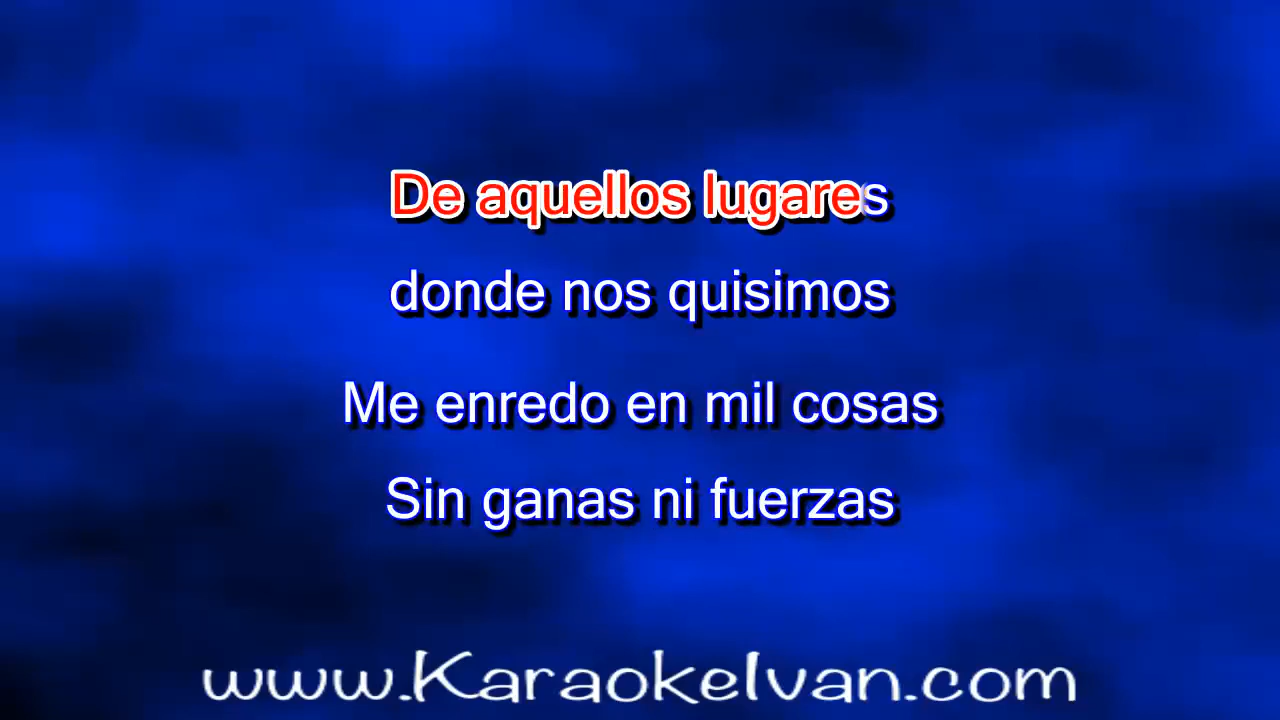 De aquellos lugares
donde nos quisimos
Me enredo en mil cosas
Sin ganas ni fuerzas
www.KaraokeIvan.com